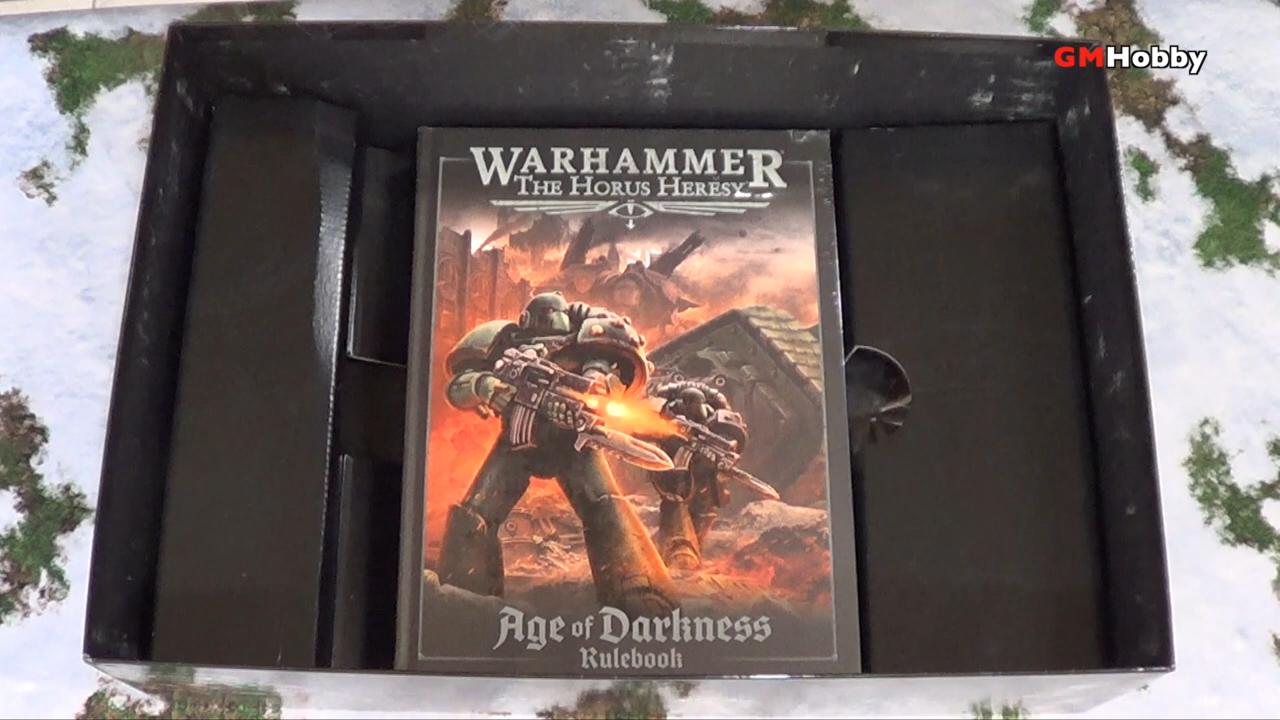 GMHobby
WARHAMMER
THE HORUS HERESY
Age of Darkness
Rulebook